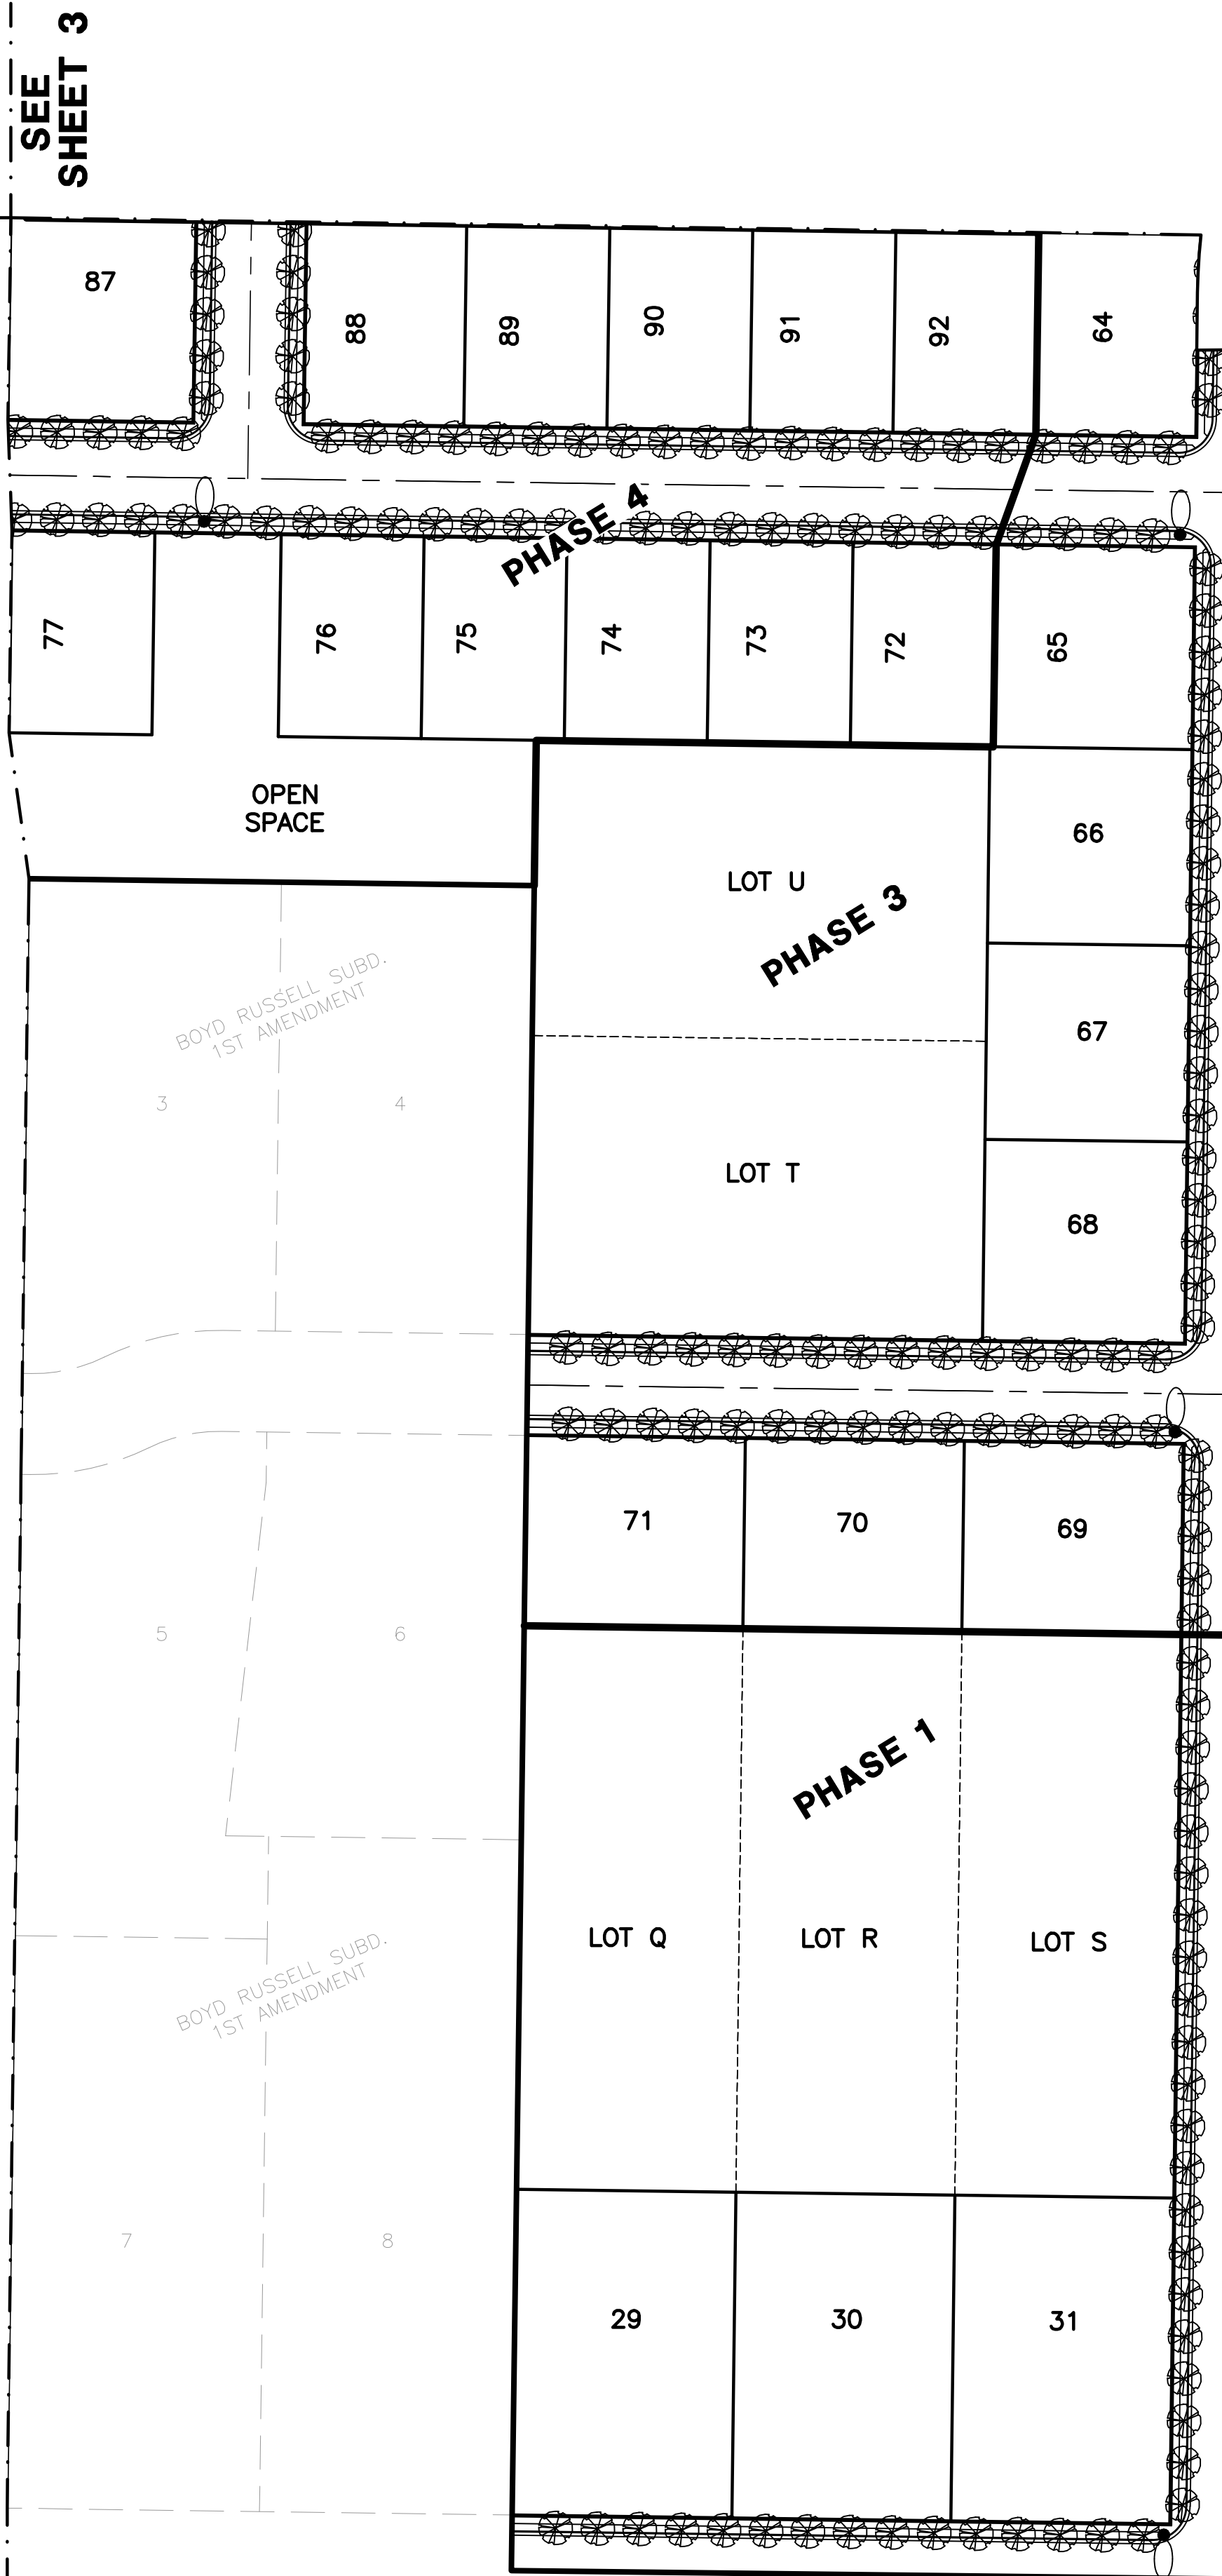 SEE
SHEET 3
87
88
89
90
91
92
64
PHASE 4
77
76
75
74
73
72
65
OPEN
SPACE
66
LOT U
PHASE 3
BOYD RUSSELL SUBD.
1ST AMENDMENT
67
3
4
LOT T
68
71
70
69
5
6
PHASE 1
LOT Q
LOT R
LOT S
BOYD RUSSELL SUBD.
1ST AMENDMENT
7
8
29
30
31